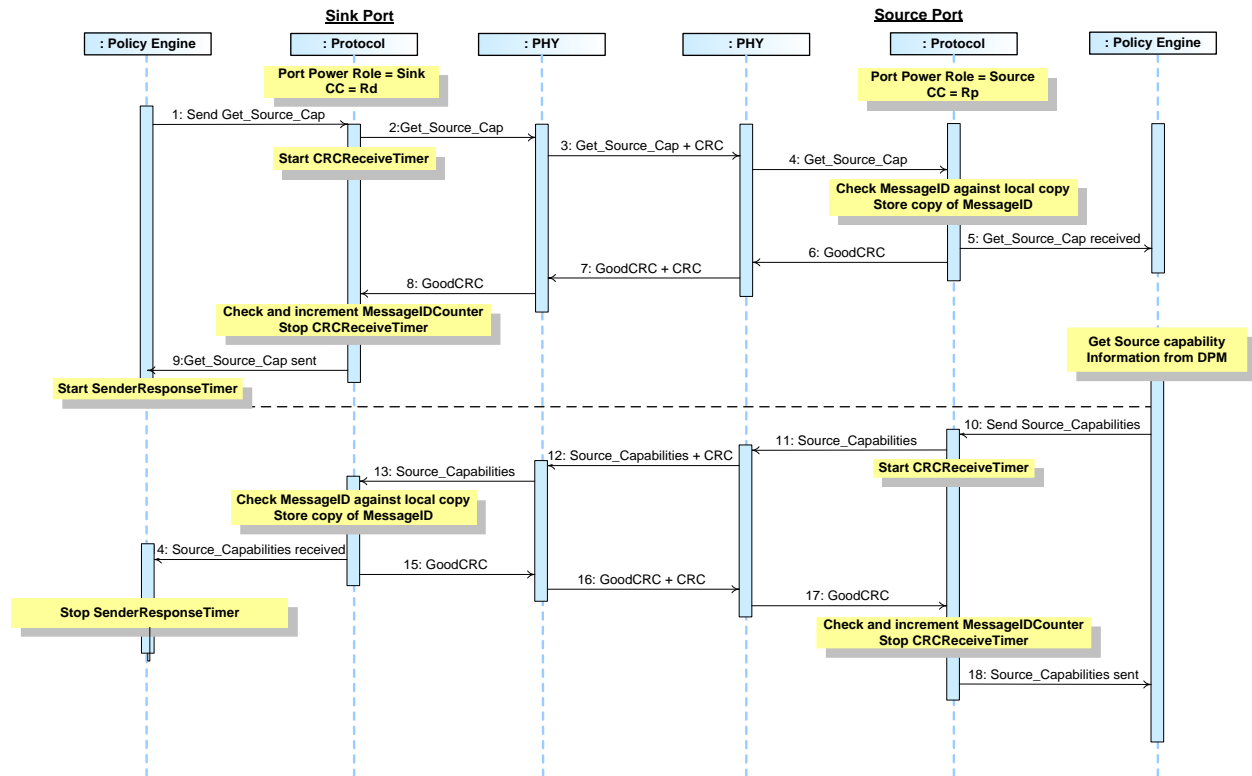 Sink Port
Source Port
: Policy Engine
: Protocol
: PHY
: PHY
: Protocol
: Policy Engine
Port Power Role = Sink
CC = Rd
Port Power Role = Source
CC = Rp
1: Send Get_Source_Cap
2:Get_Source_Cap
Start CRCReceiveTimer
3: Get_Source_Cap + CRC
4: Get_Source_Cap
Check MessageID against local copy
Store copy of MessageID
5: Get_Source_Cap received
6: GoodCRC
7: GoodCRC + CRC
8: GoodCRC
Check and increment MessageIDCounter
Stop CRCReceiveTimer
9:Get_Source_Cap sent
Start SenderResponseTimer
Get Source capability
Information from DPM
10: Send Source_Capabilities
11: Source_Capabilities
Start CRCReceiveTimer
12: Source_Capabilities + CRC
13: Source_Capabilities
Check MessageID against local copy
Store copy of MessageID
4: Source_Capabilities received
15: GoodCRC
16: GoodCRC + CRC
17: GoodCRC
Stop SenderResponseTimer
Check and increment MessageIDCounter
Stop CRCReceiveTimer
18: Source_Capabilities sent